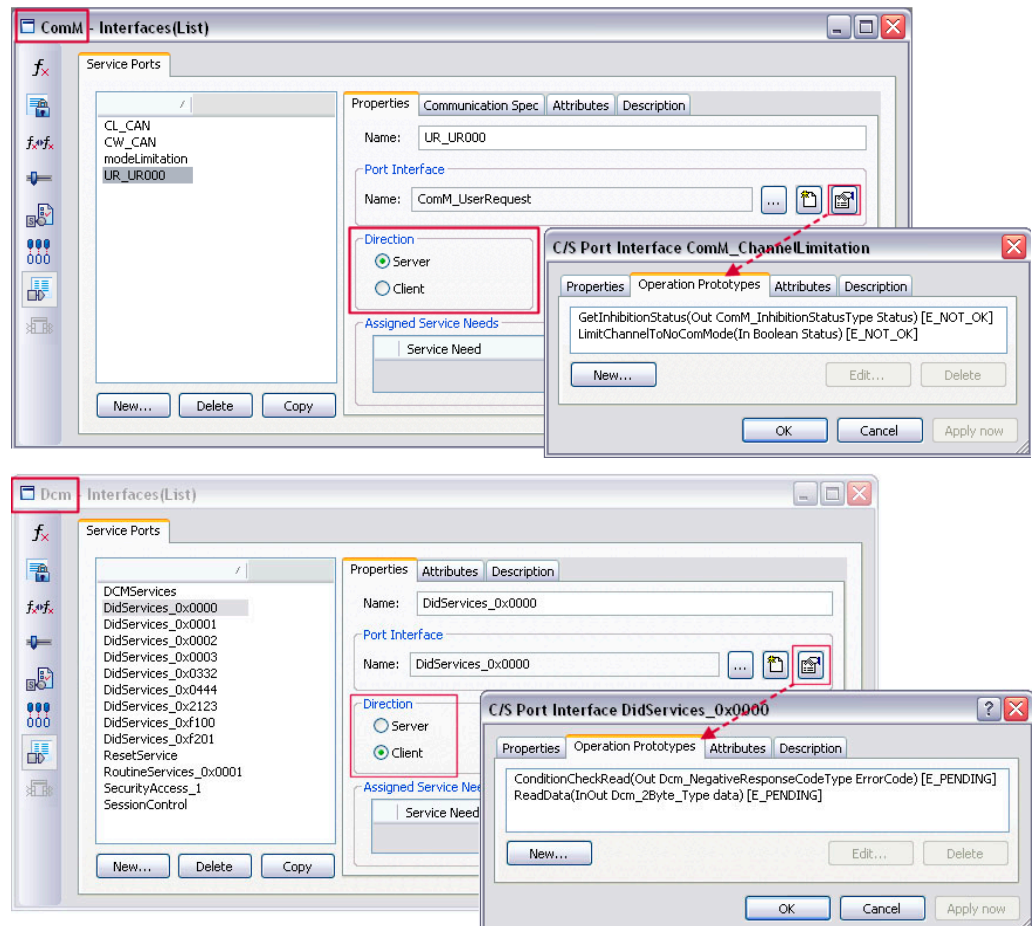 ComM - Interfaces(List)
Service Ports
CL_CAN
CW_CAN
modeLimitation
UR_UR000
New...
Delete
Copy
Properties
Communication Spec
Attributes
Description
Name:
UR_UR000
Port Interface
Name:
ComM_UserRequest
...
Direction
Server
Client
Assigned Service Needs
Service Need
C/S Port Interface ComM_ChannelLimitation
Properties
Operation Prototypes
Attributes
Description
GetInhibitionStatus(Out ComM_InhibitionStatusType Status) [E_NOT_OK]
LimitChannelToNoComMode(In Boolean Status) [E_NOT_OK]
New...
Edit...
Delete
OK
Cancel
Apply now
Dcm - Interfaces(List)
Service Ports
DCMServices
DidServices_0x0000
DidServices_0x0001
DidServices_0x0002
DidServices_0x0003
DidServices_0x0332
DidServices_0x0444
DidServices_0x2123
DidServices_0xf100
DidServices_0xf201
ResetService
RoutineServices_0x0001
SecurityAccess_1
SessionControl
New...
Delete
Copy
Properties
Attributes
Description
Name:
DidServices_0x0000
Port Interface
Name:
DidServices_0x0000
...
Direction
Server
Client
Assigned Service Nee
Service Need
C/S Port Interface DidServices_0x0000
Properties
Operation Prototypes
Attributes
Description
ConditionCheckRead(Out Dcm_NegativeResponseCodeType ErrorCode) [E_PENDING]
ReadData(InOut Dcm_2Byte_Type data) [E_PENDING]
New...
Edit...
Delete
OK
Cancel
Apply now